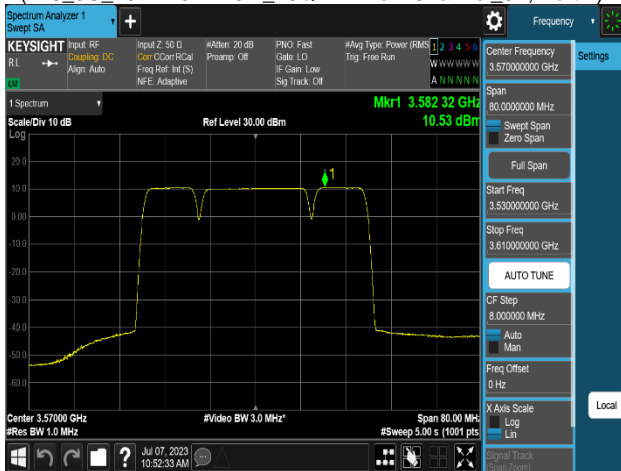 Spectrum Analyzer 1
Swept SA
Frequency
KEYSIGHT
RL
Input: RF
Coupling: DC
Align: Auto
Input Z: 50 Ω
Corr CCorr RCal
Freq Ref: Int (S)
NFE: Adaptive
#Atten: 20 dB
Preamp: Off
PNO: Fast
Gate: LO
IF Gain: Low
Sig Track: Off
#Avg Type: Power (RMS
Trig: Free Run
1 2 3 4 5 6
W W W W W W
A N N N N N
1 Spectrum
Scale/Div 10 dB
Log
Ref Level 30.00 dBm
Mkr1 3.582 32 GHz
10.53 dBm
1
20.0
10.0
0.00
-10.0
-20.0
-30.0
-40.0
-50.0
-60.0
Center 3.57000 GHz
#Res BW 1.0 MHz
#Video BW 3.0 MHz*
Span 80.00 MHz
#Sweep 5.00 s (1001 pts
Jul 07, 2023
10:52:33 AM
Center Frequency
3.570000000 GHz
Span
80.0000000 MHz
Swept Span
Zero Span
Full Span
Start Freq
3.530000000 GHz
Stop Freq
3.610000000 GHz
AUTO TUNE
CF Step
8.000000 MHz
Auto
Man
Freq Offset
0 Hz
X Axis Scale
Log
Lin
Signal Track
(Span Zoom)
Settings
Local